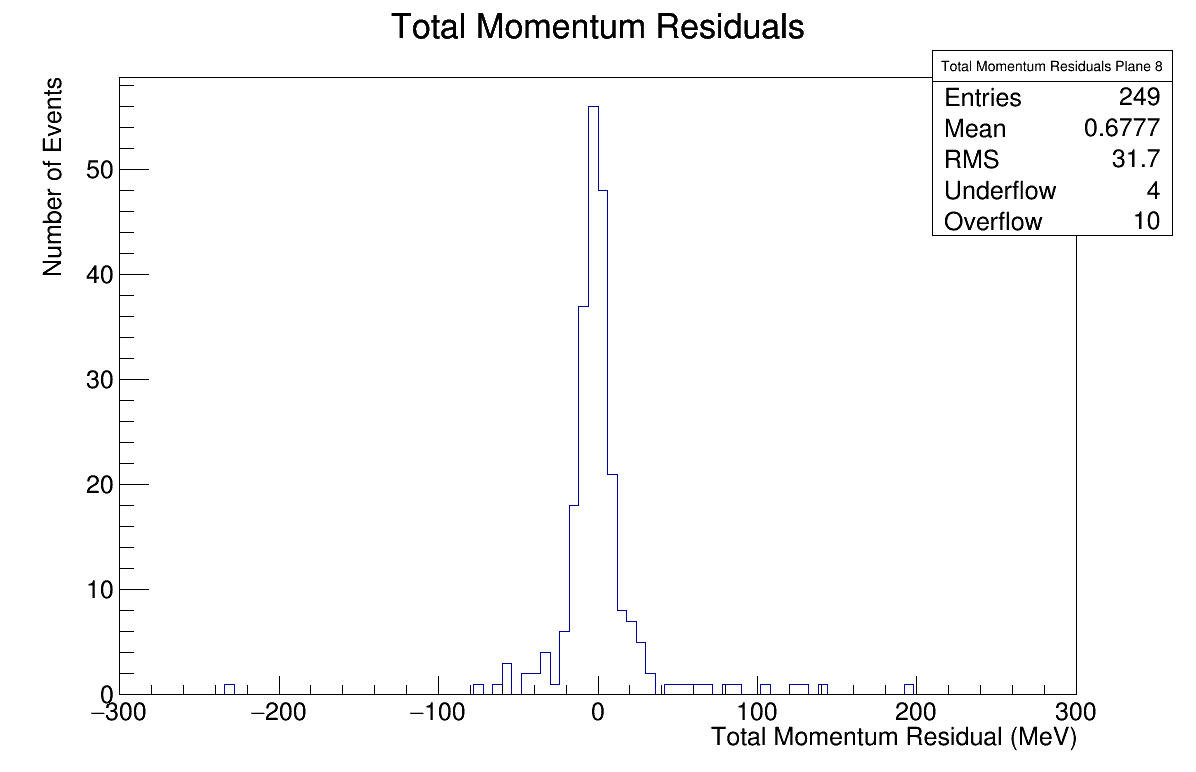 Total Momentum Residuals
Total Momentum Residuals Plane 8
Entries 249
Mean 0.6777
RMS 31.7
Underflow 4
Overflow 10
Number of Events
50
40
30
20
10
0
−300 −200 −100 0 100 200 300
Total Momentum Residual (MeV)